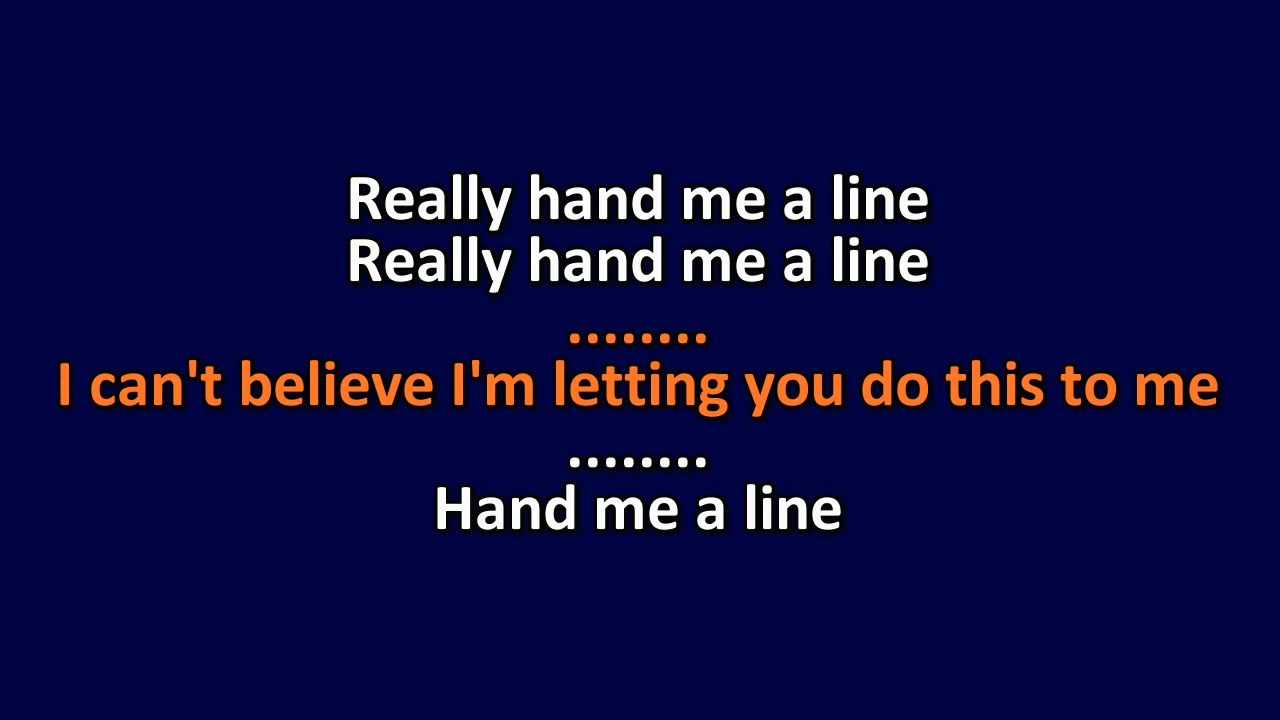 Really hand me a line
Really hand me a line
........
I can't believe I'm letting you do this to me
........
Hand me a line